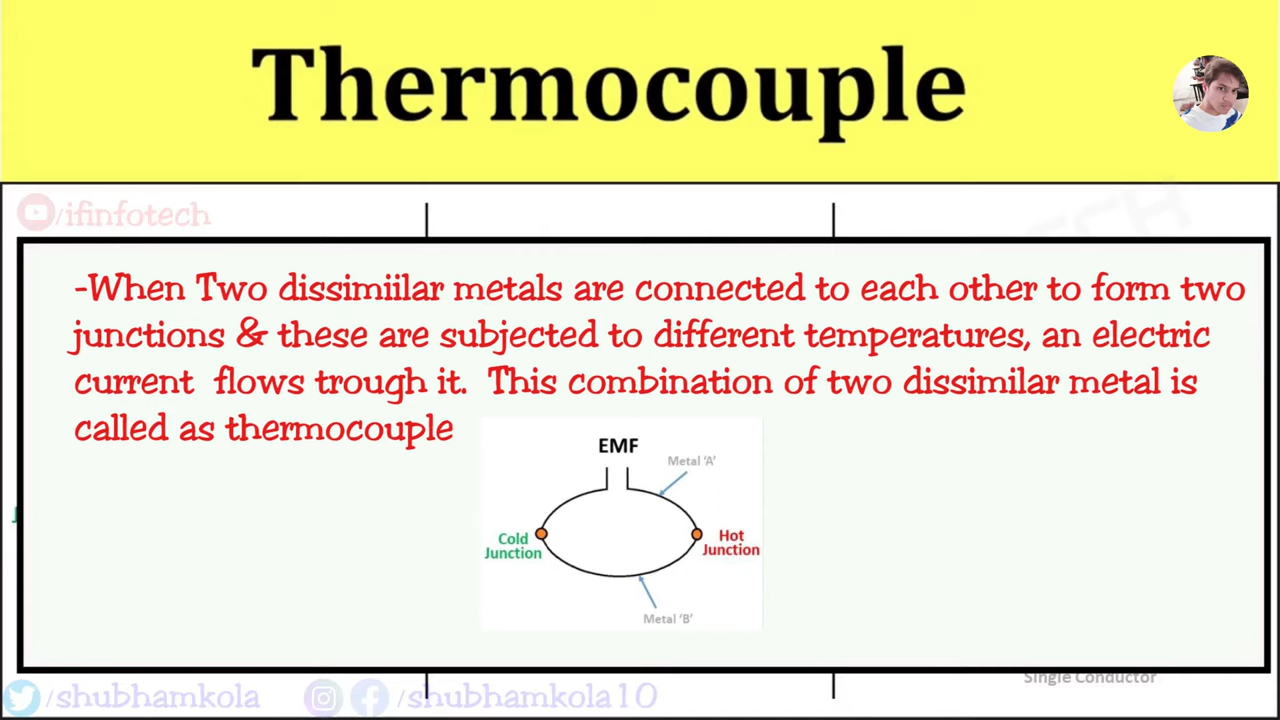 Thermocouple
/ifinfotech
-When Two dissimiilar metals are connected to each other to form two
junctions & these are subjected to different temperatures, an electric
current flows trough it. This combination of two dissimilar metal is
called as thermocouple
EMF
Metal ‘A’
Cold
Junction
Hot
Junction
Metal ‘B’
Single Conductor
/shubhamkola
/shubhamkola10